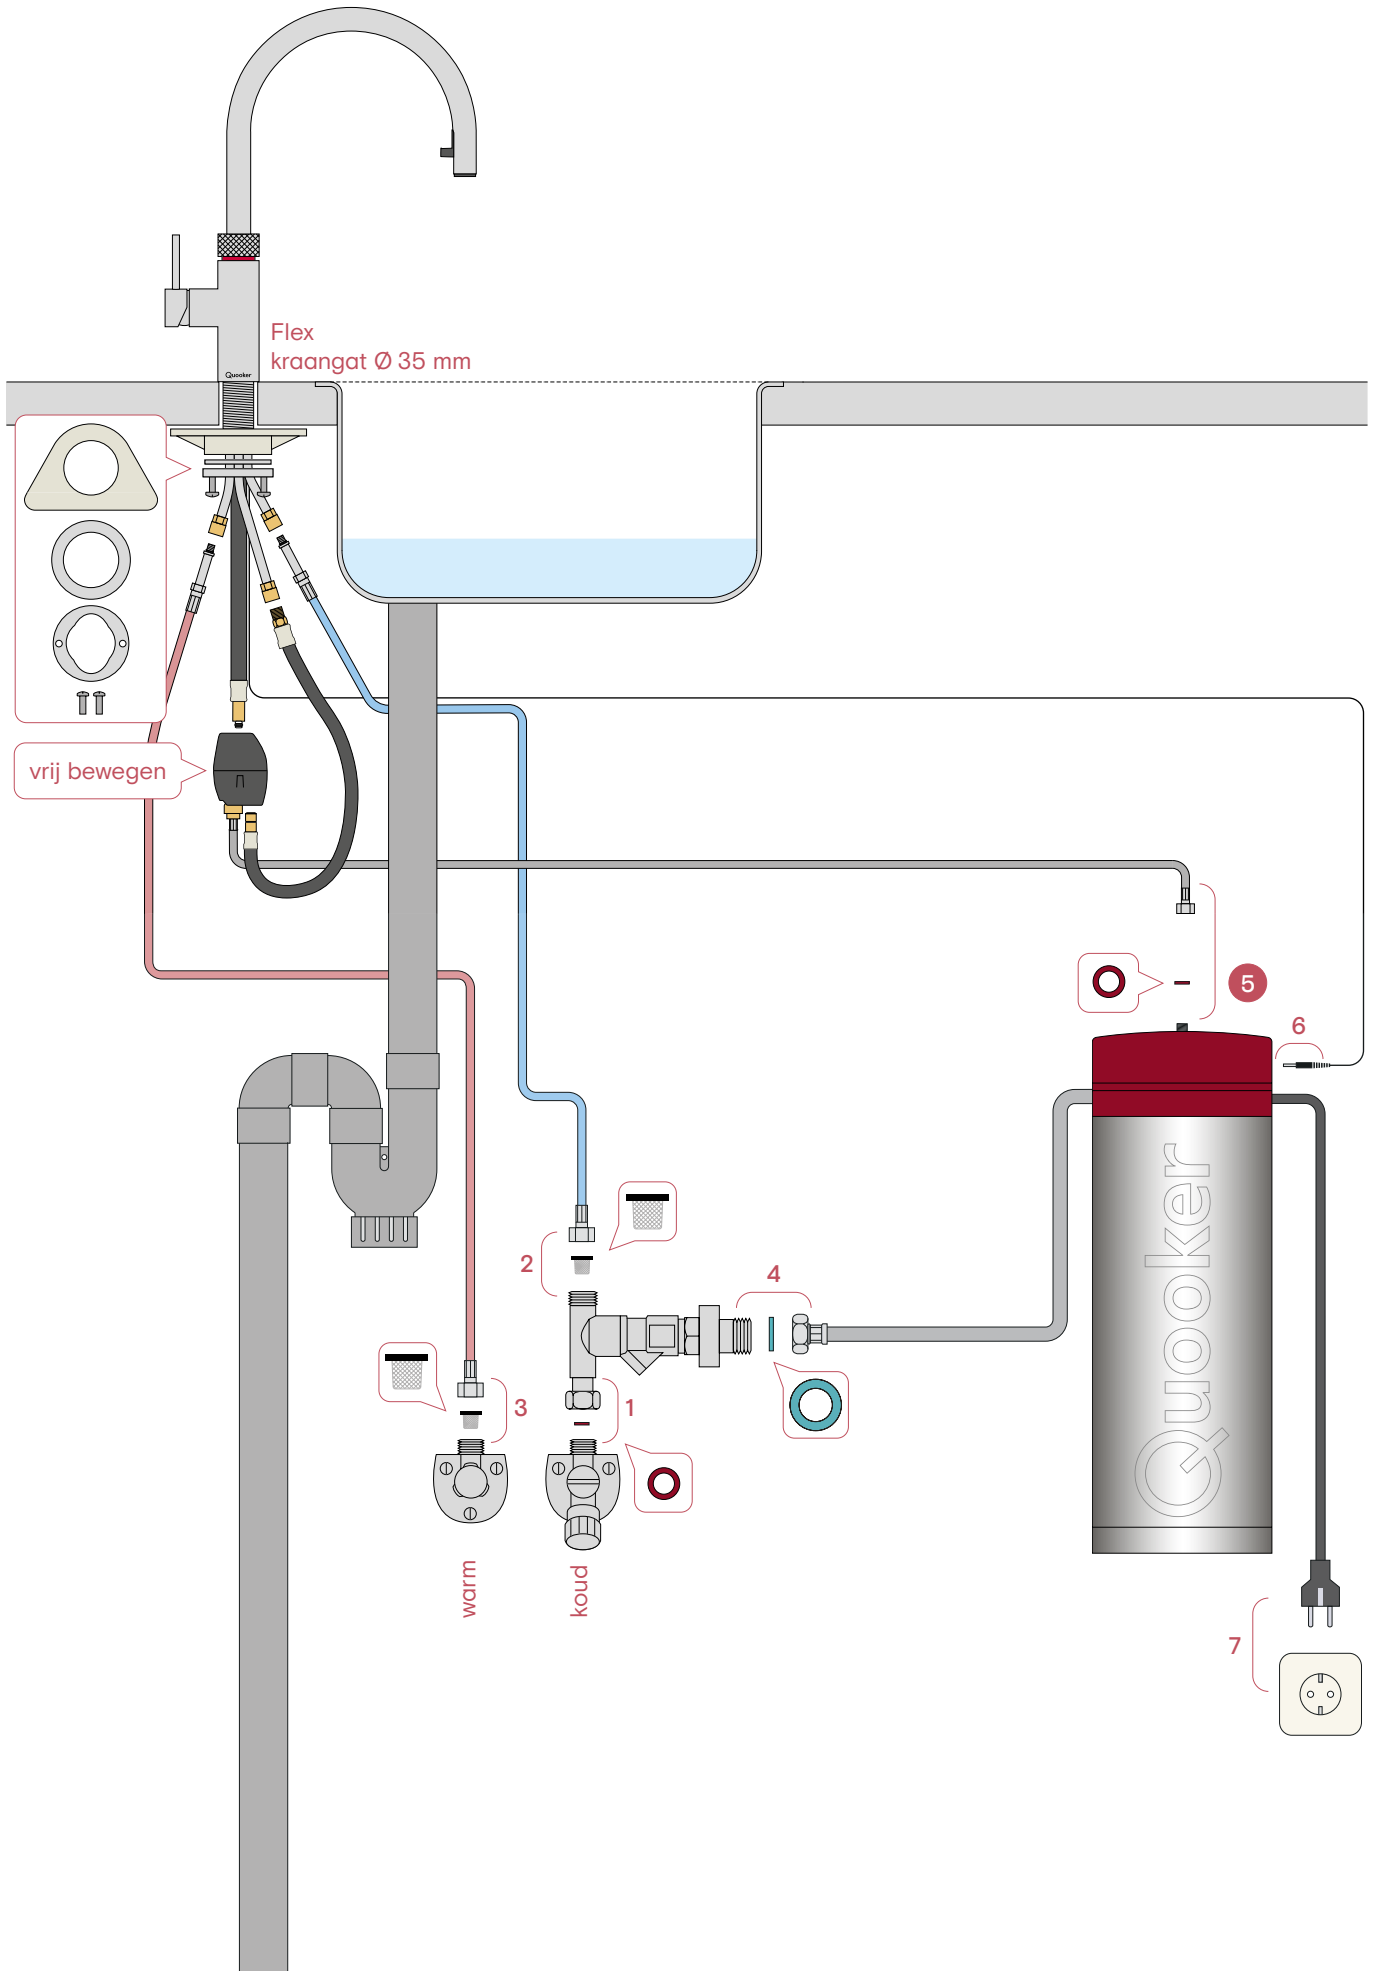 Quooker
Flex
kraangat Ø 35 mm
vrij bewegen
5
6
2
4
3
1
warm
koud
Quooker
7